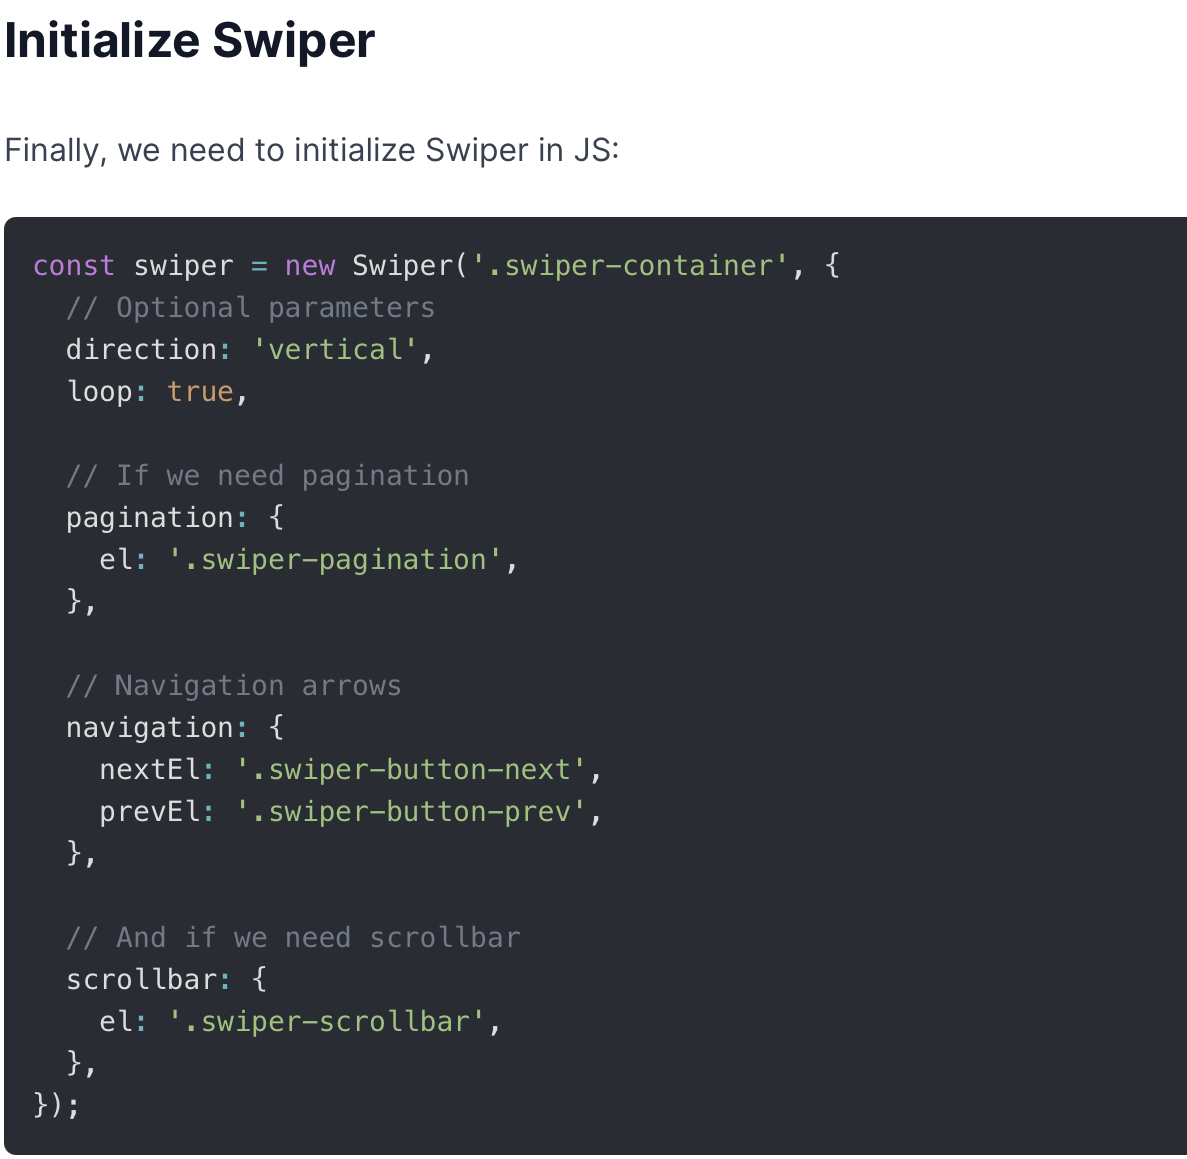 Initialize Swiper
Finally, we need to initialize Swiper in JS:
const swiper = new Swiper('.swiper-container', {
  // Optional parameters
  direction: 'vertical',
  loop: true,

  // If we need pagination
  pagination: {
    el: '.swiper-pagination',
  },

  // Navigation arrows
  navigation: {
    nextEl: '.swiper-button-next',
    prevEl: '.swiper-button-prev',
  },

  // And if we need scrollbar
  scrollbar: {
    el: '.swiper-scrollbar',
  },
});